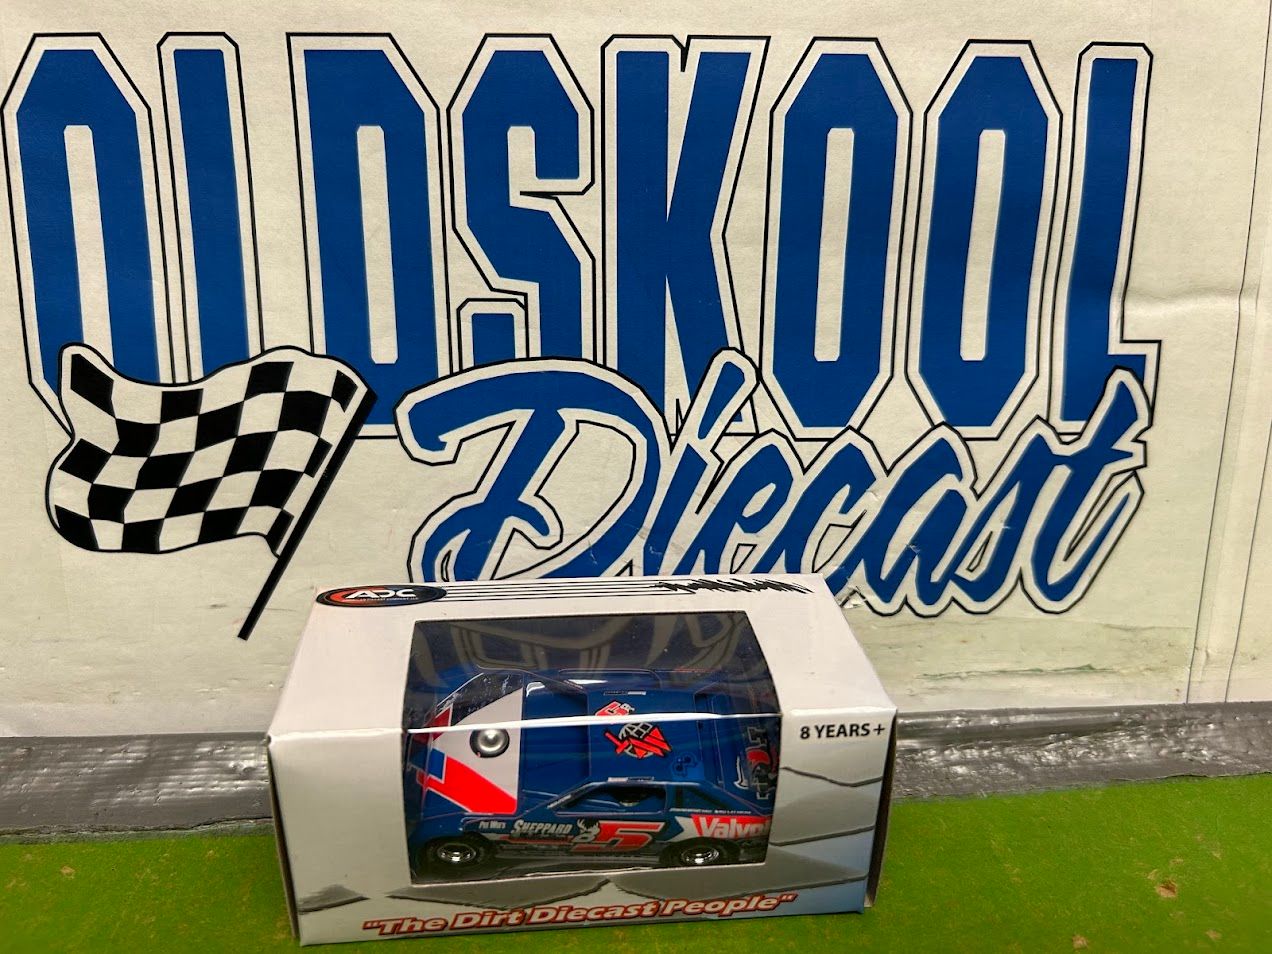 OLDSKOOL
Diecast
ADC
8 YEARS+
SHEPPARD
5
Valvo
"The Dirt Diecast People"